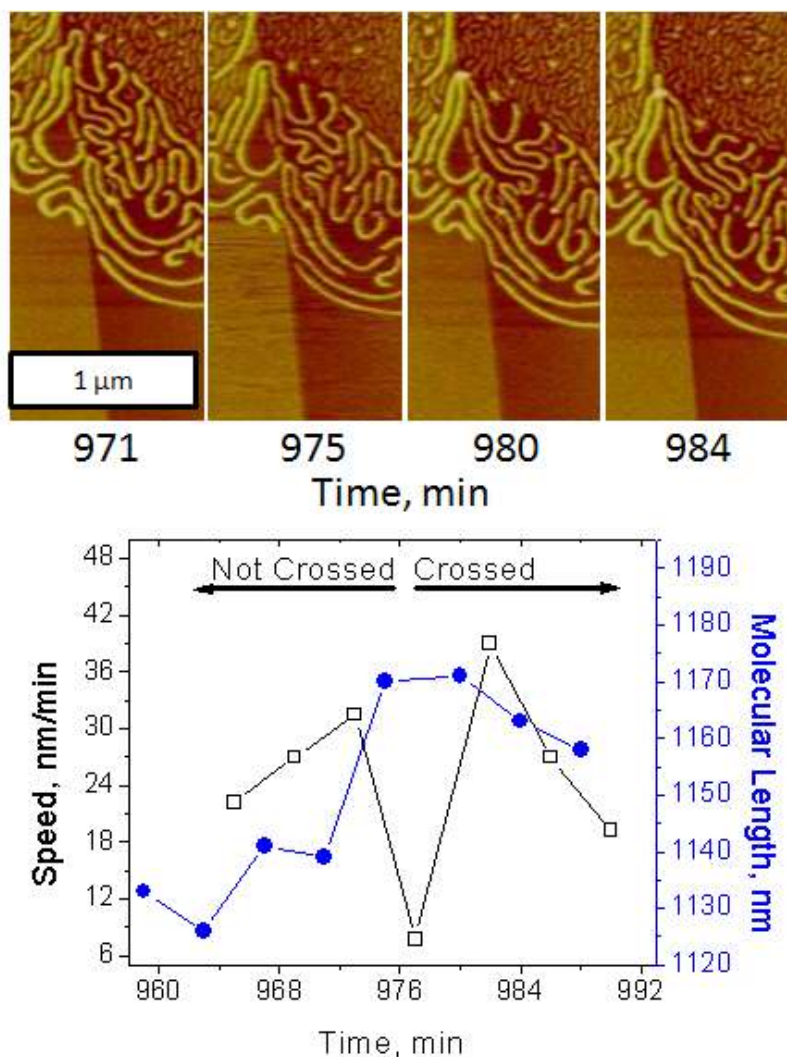 1 μm
971 975 980 984
Time, min
Not Crossed Crossed
Speed, nm/min
48
42
36
30
24
18
12
6
1190
1180
1170
1160
1150
1140
1130
1120
Molecular Length, nm
960 968 976 984 992
Time, min